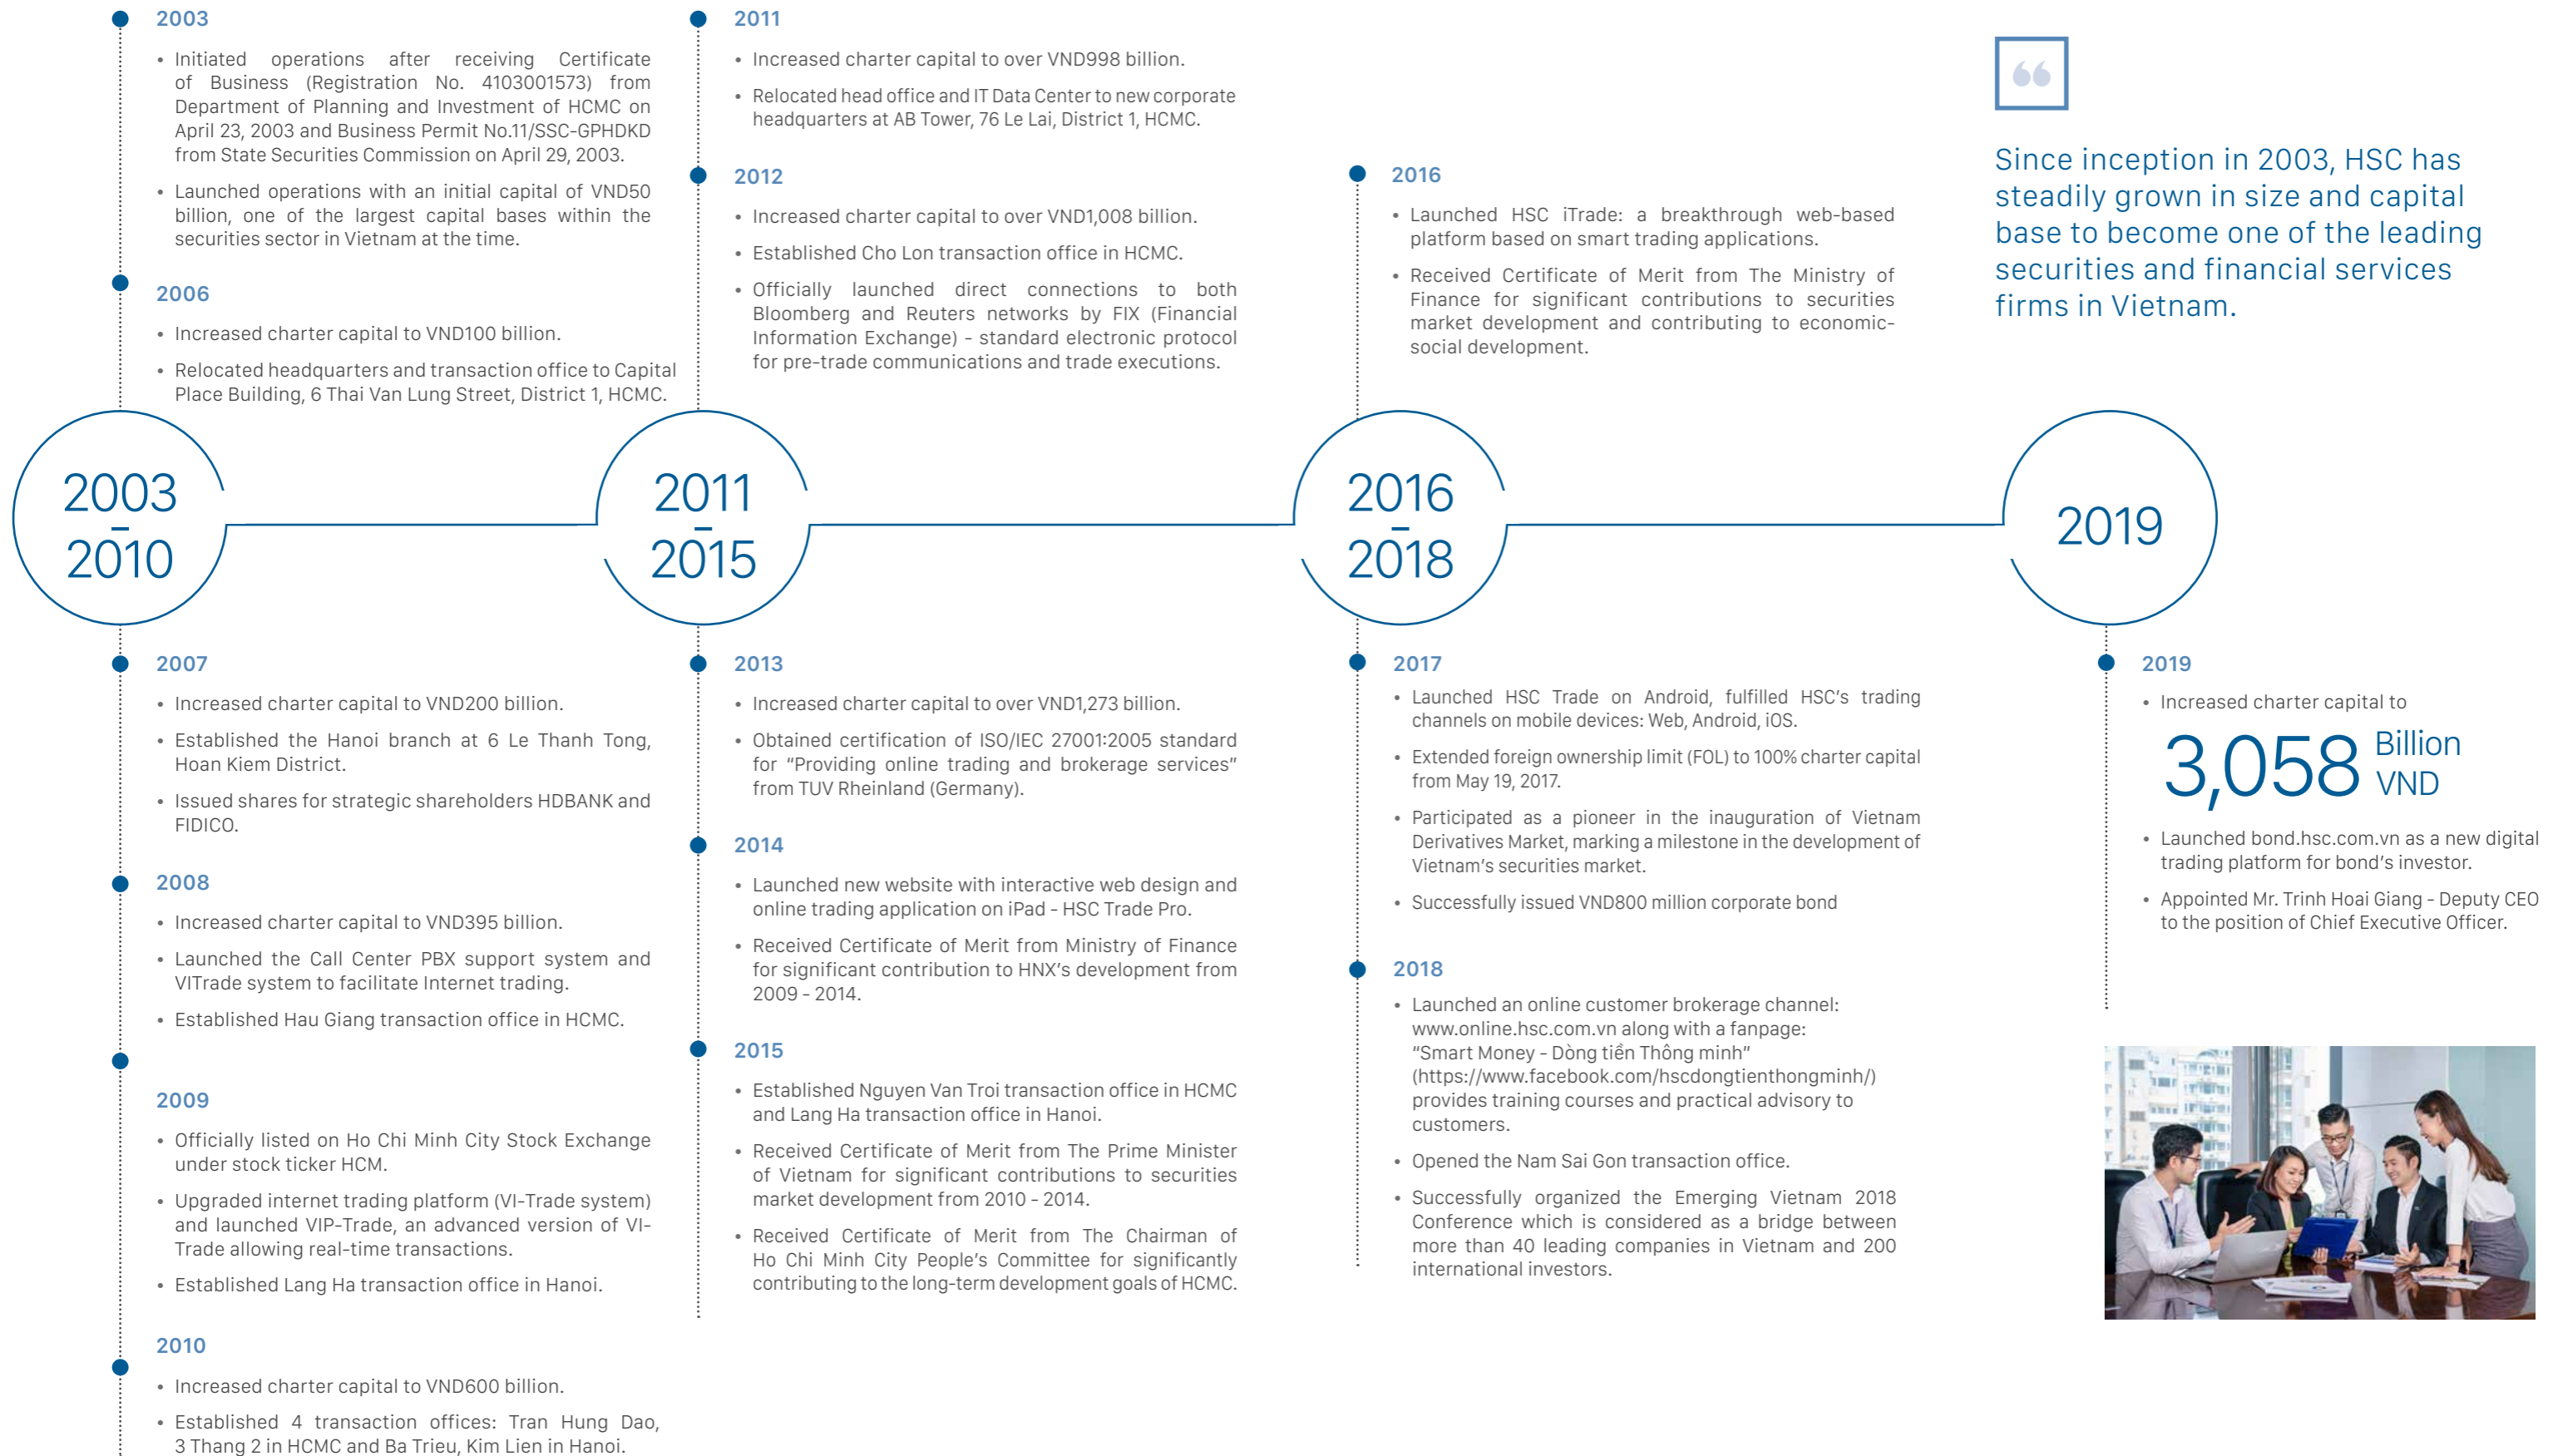 2003
• Initiated operations after receiving Certificate
of Business (Registration No. 4103001573) from
Department of Planning and Investment of HCMC on
April 23, 2003 and Business Permit No.11/SSC-GPHDKD
from State Securities Commission on April 29, 2003.
• Launched operations with an initial capital of VND50
billion, one of the largest capital bases within the
securities sector in Vietnam at the time.
2006
• Increased charter capital to VND100 billion.
• Relocated headquarters and transaction office to Capital
Place Building, 6 Thai Van Lung Street, District 1, HCMC.
2003
–
2010
2007
• Increased charter capital to VND200 billion.
• Established the Hanoi branch at 6 Le Thanh Tong,
Hoan Kiem District.
• Issued shares for strategic shareholders HDBANK and
FIDICO.
2008
• Increased charter capital to VND395 billion.
• Launched the Call Center PBX support system and
VITrade system to facilitate Internet trading.
• Established Hau Giang transaction office in HCMC.
2009
• Officially listed on Ho Chi Minh City Stock Exchange
under stock ticker HCM.
• Upgraded internet trading platform (VI-Trade system)
and launched VIP-Trade, an advanced version of VI-
Trade allowing real-time transactions.
• Established Lang Ha transaction office in Hanoi.
2010
• Increased charter capital to VND600 billion.
• Established 4 transaction offices: Tran Hung Dao,
3 Thang 2 in HCMC and Ba Trieu, Kim Lien in Hanoi.
2011
• Increased charter capital to over VND998 billion.
• Relocated head office and IT Data Center to new corporate
headquarters at AB Tower, 76 Le Lai, District 1, HCMC.
2012
• Increased charter capital to over VND1,008 billion.
• Established Cho Lon transaction office in HCMC.
• Officially launched direct connections to both
Bloomberg and Reuters networks by FIX (Financial
Information Exchange) - standard electronic protocol
for pre-trade communications and trade executions.
2011
–
2015
2013
• Increased charter capital to over VND1,273 billion.
• Obtained certification of ISO/IEC 27001:2005 standard
for “Providing online trading and brokerage services”
from TUV Rheinland (Germany).
2014
• Launched new website with interactive web design and
online trading application on iPad - HSC Trade Pro.
• Received Certificate of Merit from Ministry of Finance
for significant contribution to HNX’s development from
2009 - 2014.
2015
• Established Nguyen Van Troi transaction office in HCMC
and Lang Ha transaction office in Hanoi.
• Received Certificate of Merit from The Prime Minister
of Vietnam for significant contributions to securities
market development from 2010 - 2014.
• Received Certificate of Merit from The Chairman of
Ho Chi Minh City People’s Committee for significantly
contributing to the long-term development goals of HCMC.
2016
• Launched HSC iTrade: a breakthrough web-based
platform based on smart trading applications.
• Received Certificate of Merit from The Ministry of
Finance for significant contributions to securities
market development and contributing to economic-
social development.
2016
–
2018
2017
• Launched HSC Trade on Android, fulfilled HSC’s trading
channels on mobile devices: Web, Android, iOS.
• Extended foreign ownership limit (FOL) to 100% charter capital
from May 19, 2017.
• Participated as a pioneer in the inauguration of Vietnam
Derivatives Market, marking a milestone in the development of
Vietnam’s securities market.
• Successfully issued VND800 million corporate bond
2018
• Launched an online customer brokerage channel:
www.online.hsc.com.vn along with a fanpage:
“Smart Money - Dòng tiền Thông minh”
(https://www.facebook.com/hscdongtienthongminh/)
provides training courses and practical advisory to
customers.
• Opened the Nam Sai Gon transaction office.
• Successfully organized the Emerging Vietnam 2018
Conference which is considered as a bridge between
more than 40 leading companies in Vietnam and 200
international investors.
“
Since inception in 2003, HSC has
steadily grown in size and capital
base to become one of the leading
securities and financial services
firms in Vietnam.
2019
2019
• Increased charter capital to
3,058 Billion
VND
• Launched bond.hsc.com.vn as a new digital
trading platform for bond’s investor.
• Appointed Mr. Trinh Hoai Giang - Deputy CEO
to the position of Chief Executive Officer.